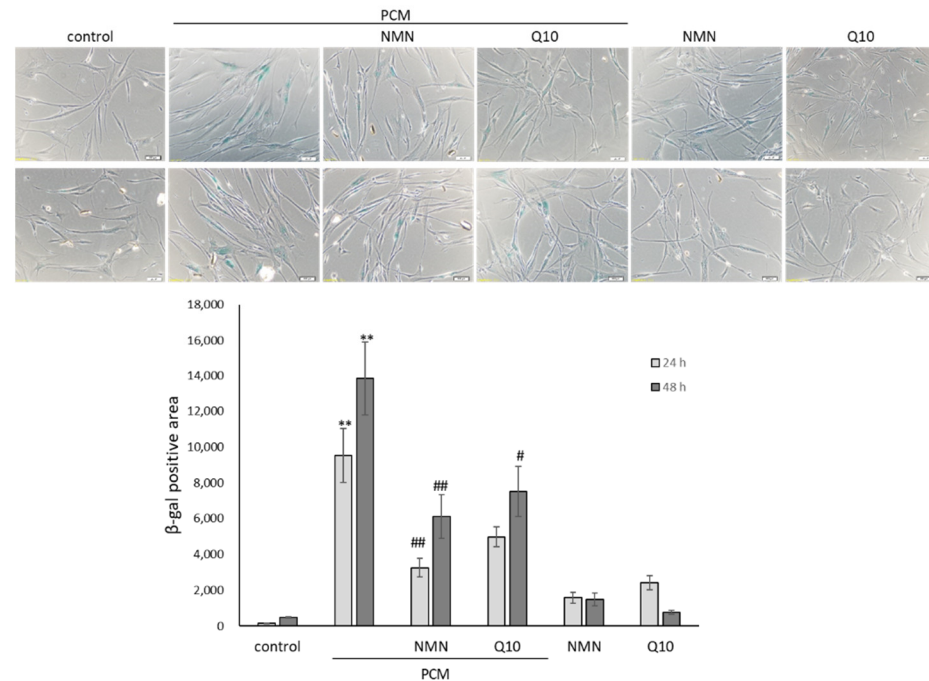 PCM
control NMN Q10 NMN Q10
18,000
16,000
14,000
12,000
10,000
8,000
6,000
4,000
2,000
0
β-gal positive area
** ** ## ## ##
#
24 h
48 h
control NMN Q10 NMN Q10
PCM